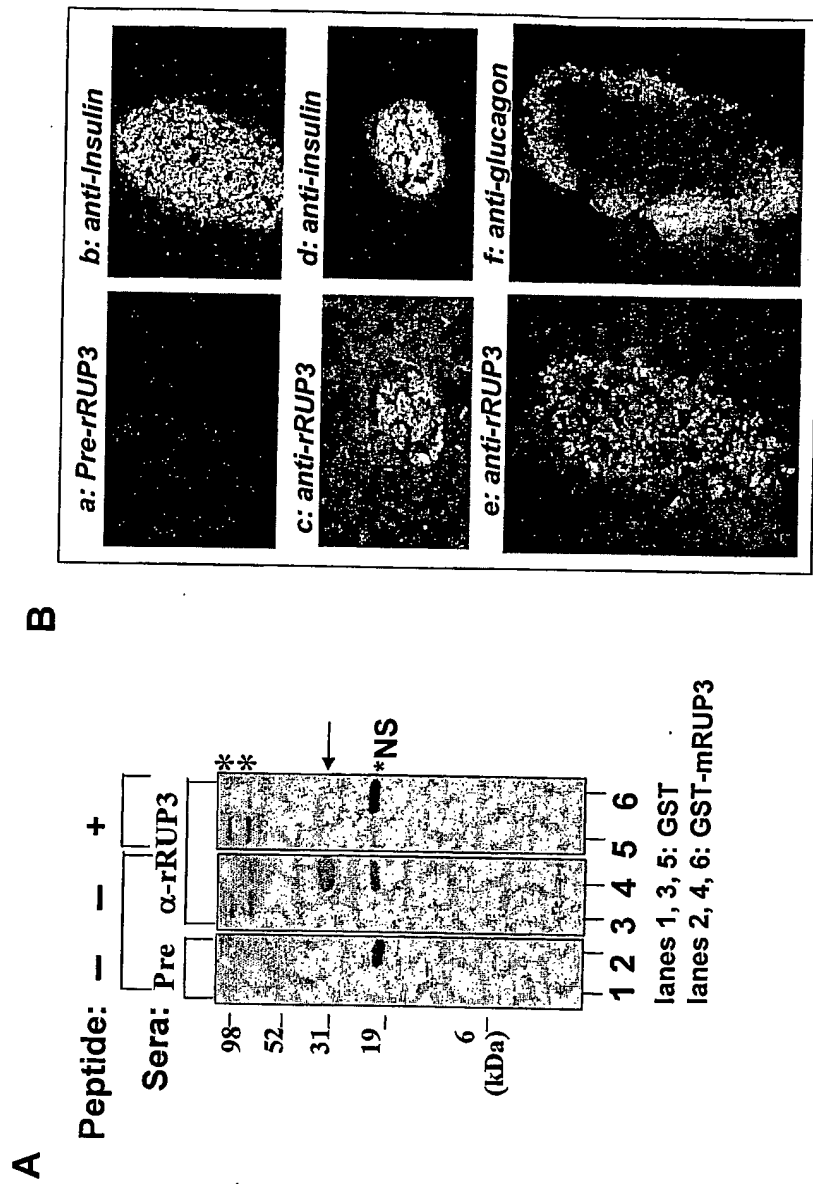 A
Peptide: — — +
Sera: Pre α-rRUP3
98
52
31
19
6
(kDa)
*
*
*NS
1 2 3 4 5 6
lanes 1, 3, 5: GST
lanes 2, 4, 6: GST-mRUP3
B
a: Pre-rRUP3
b: anti-Insulin
c: anti-rRUP3
d: anti-insulin
e: anti-rRUP3
f: anti-glucagon